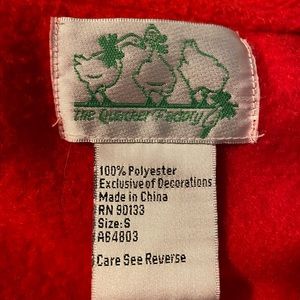 the Quacker Factory
100% Polyester
Exclusive of Decorations
Made in China
RN 90133
Size:S
A64803
Care See Reverse